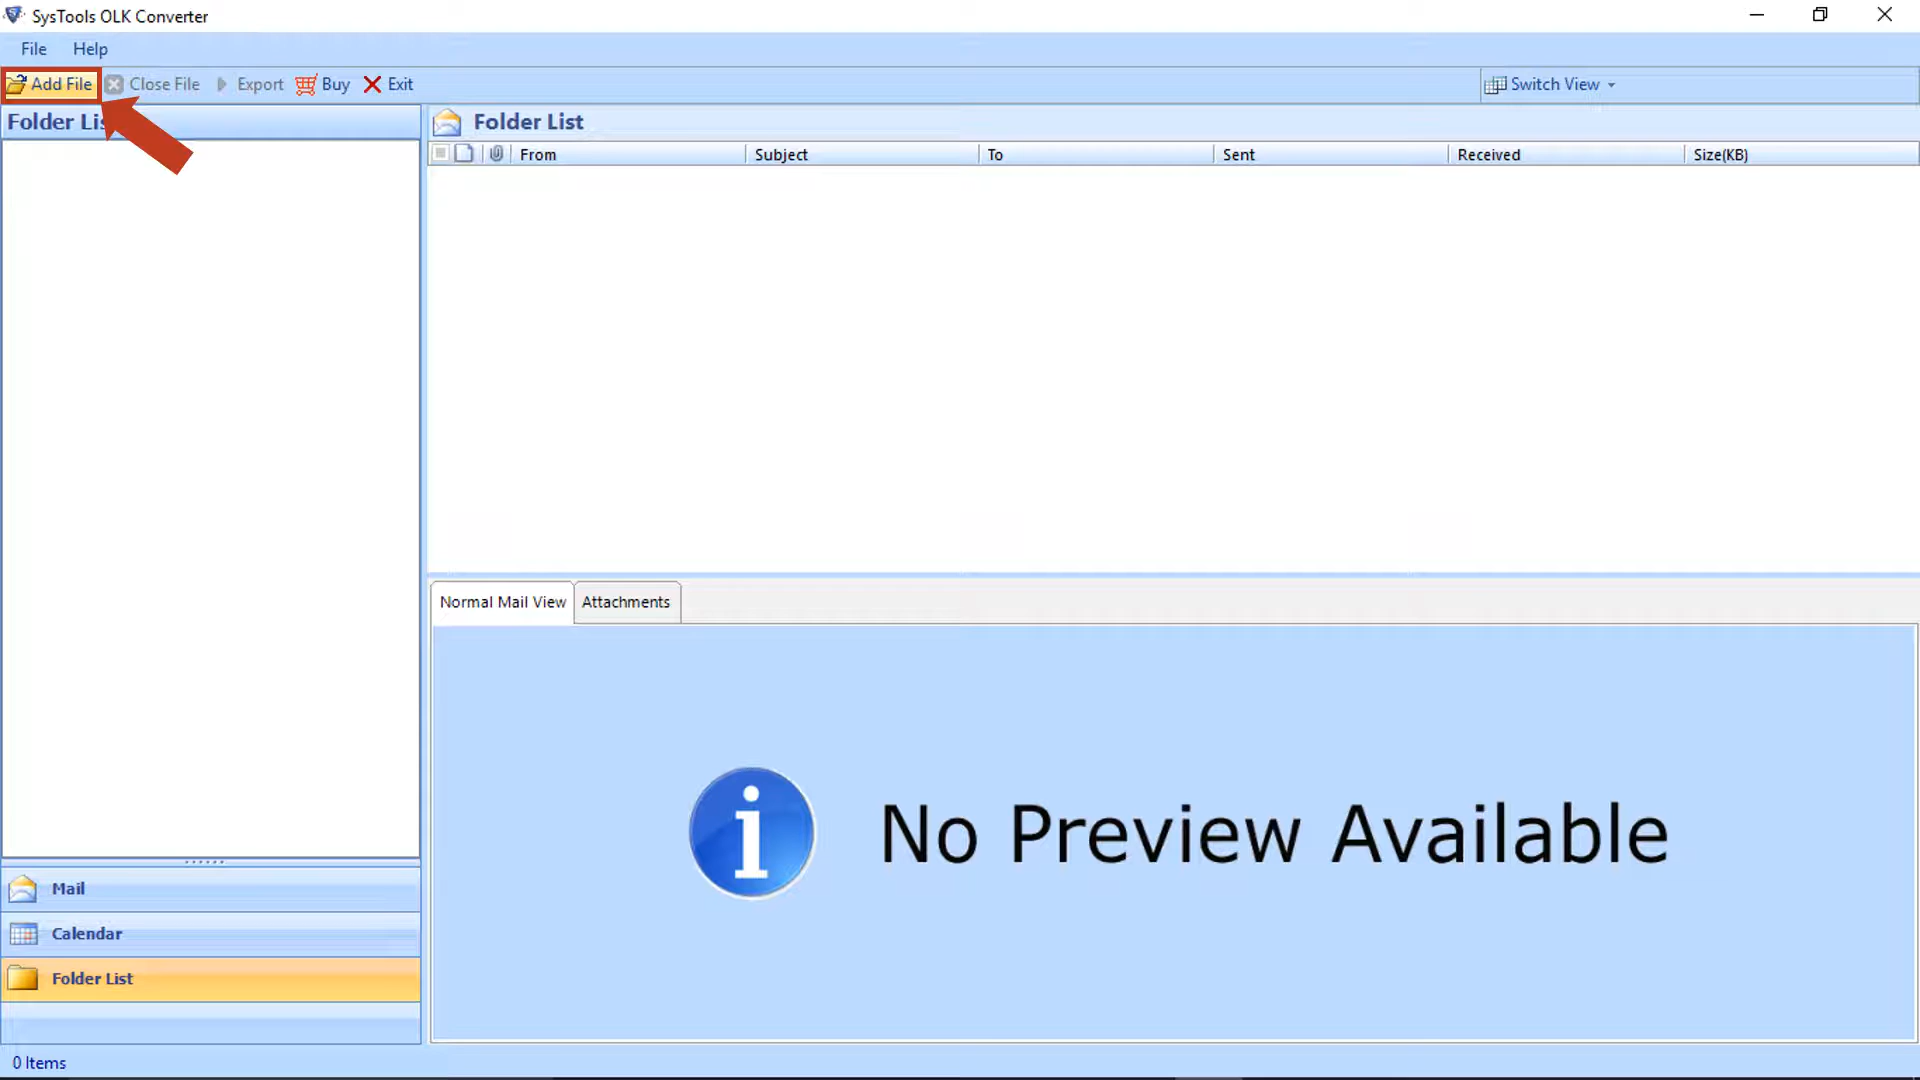 SysTools OLK Converter
File Help
Add File Close File Export Buy Exit Switch View
Folder Lis
Folder List
From Subject To Sent Received Size(KB)
Normal Mail View Attachments
No Preview Available
Mail
Calendar
Folder List
0 Items